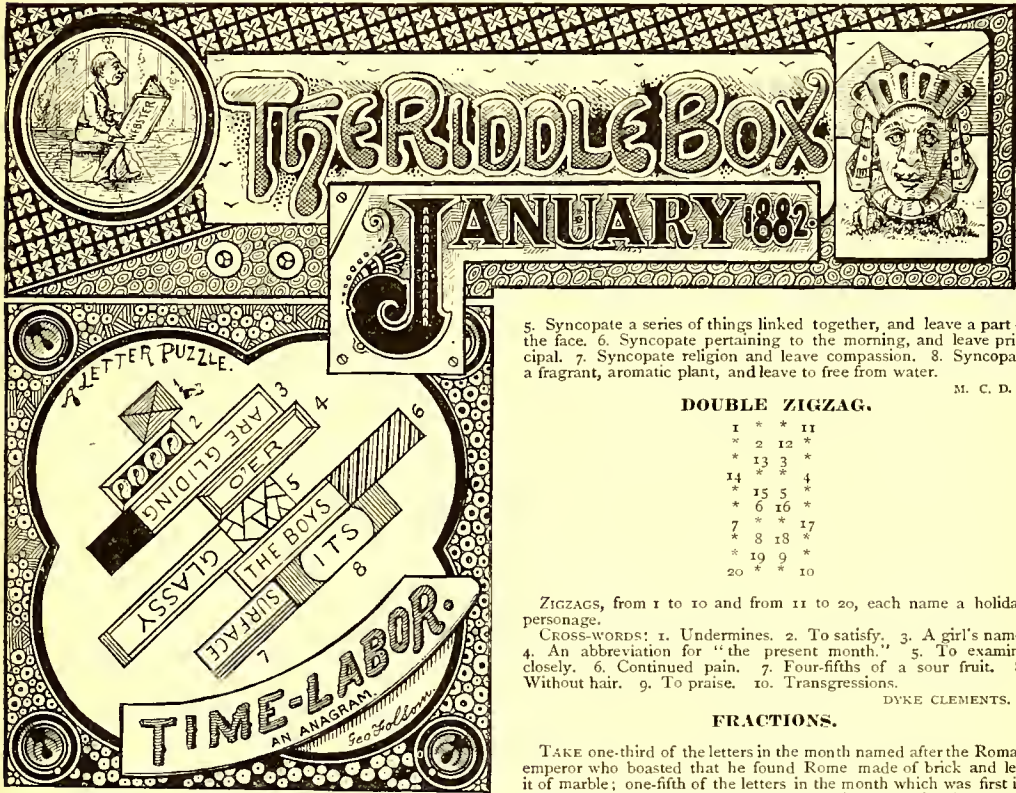 WEBSTER
THE RIDDLE BOX
JANUARY 1882.
A LETTER PUZZLE.
1
2
3
ARE GLIDING
4
O'ER
5
GLASSY
6
THE BOYS
ITS
8
SURFACE
7
TIME-LABOR.
AN ANAGRAM.
Geo Folsom
5. Syncopate a series of things linked together, and leave a part
the face. 6. Syncopate pertaining to the morning, and leave pri
cipal. 7. Syncopate religion and leave compassion. 8. Syncopa
a fragrant, aromatic plant, and leave to free from water.
M. C. D.
DOUBLE ZIGZAG.
1 * * 11
* 2 12 *
* 13 3 *
14 * * 4
* 15 5 *
* 6 16 *
7 * * 17
* 8 18 *
* 19 9 *
20 * * 10
ZIGZAGS, from 1 to 10 and from 11 to 20, each name a holida
personage.
CROSS-WORDS: 1. Undermines. 2. To satisfy. 3. A girl's nam
4. An abbreviation for "the present month." 5. To examin
closely. 6. Continued pain. 7. Four-fifths of a sour fruit.
Without hair. 9. To praise. 10. Transgressions.
DYKE CLEMENTS.
FRACTIONS.
TAKE one-third of the letters in the month named after the Roma
emperor who boasted that he found Rome made of brick and le
it of marble; one-fifth of the letters in the month which was first i